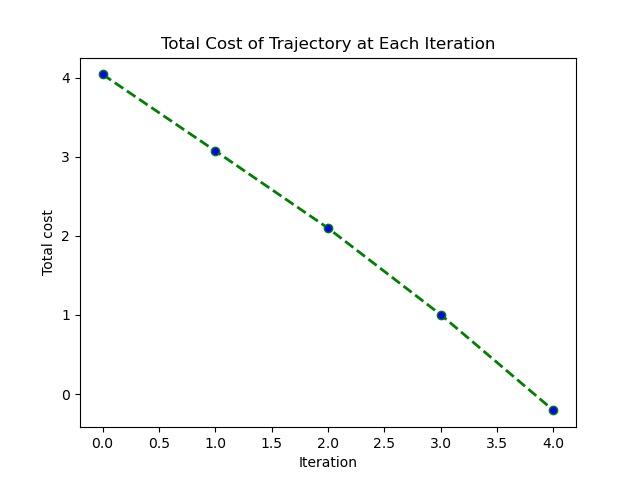 Total Cost of Trajectory at Each Iteration
4
3
2
1
0
Total cost
0.0 0.5 1.0 1.5 2.0 2.5 3.0 3.5 4.0
Iteration